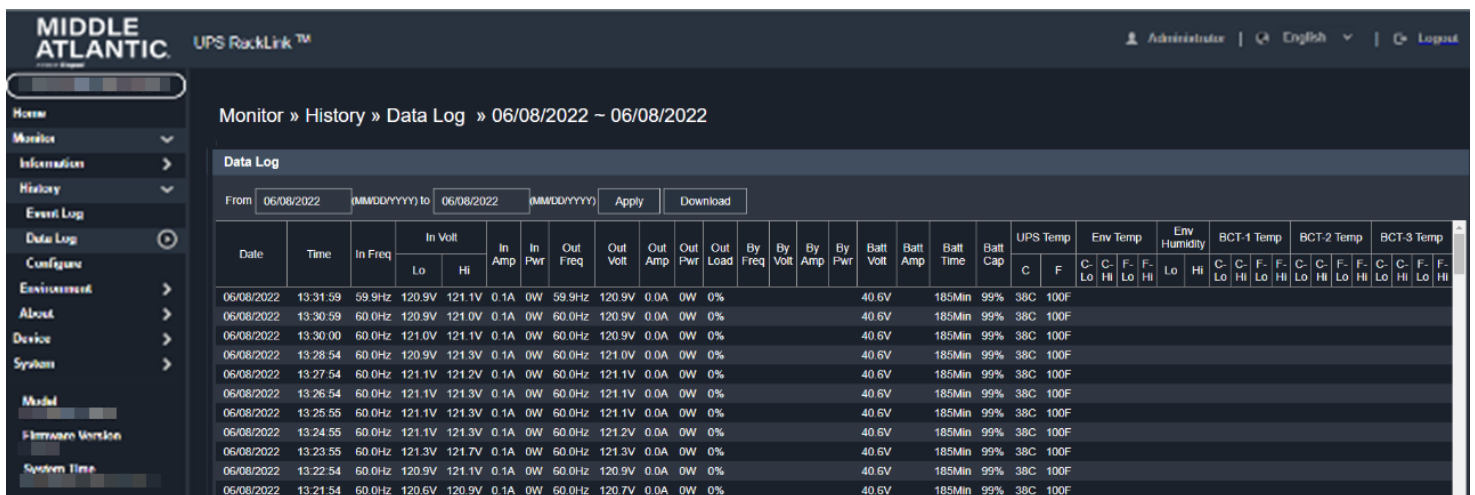 MIDDLE
ATLANTIC
UPS RackLink ™
Administrator | English | Logout
Home
Monitor
Information
History
Event Log
Data Log
Configure
Environment
About
Device
System
Model
Firmware Version
System Time
Monitor » History » Data Log » 06/08/2022 ~ 06/08/2022
Data Log
From 06/08/2022 (MM/DD/YYYY) to 06/08/2022 (MM/DD/YYYY) Apply Download
Date Time In Freq In Volt In Amp In Pwr Out Freq Out Volt Out Amp Out Pwr Out Load By Freq By Volt By Amp By Pwr Batt Volt Batt Amp Batt Time Batt Cap UPS Temp Env Temp Env Humidity BCT-1 Temp BCT-2 Temp BCT-3 Temp
Lo Hi C F C-Lo C-Hi F-Lo F-Hi Lo Hi C-Lo C-Hi F-Lo F-Hi C-Lo C-Hi F-Lo F-Hi C-Lo C-Hi F-Lo F-Hi
06/08/2022 13:31:59 59.9Hz 120.9V 121.1V 0.1A 0W 59.9Hz 120.9V 0.0A 0W 0% 40.6V 185Min 99% 38C 100F
06/08/2022 13:30:59 60.0Hz 120.9V 121.0V 0.1A 0W 60.0Hz 120.9V 0.0A 0W 0% 40.6V 185Min 99% 38C 100F
06/08/2022 13:30:00 60.0Hz 121.0V 121.1V 0.1A 0W 60.0Hz 120.9V 0.0A 0W 0% 40.6V 185Min 99% 38C 100F
06/08/2022 13:28:54 60.0Hz 120.9V 121.3V 0.1A 0W 60.0Hz 121.0V 0.0A 0W 0% 40.6V 185Min 99% 38C 100F
06/08/2022 13:27:54 60.0Hz 121.1V 121.2V 0.1A 0W 60.0Hz 121.1V 0.0A 0W 0% 40.6V 185Min 99% 38C 100F
06/08/2022 13:26:54 60.0Hz 121.1V 121.3V 0.1A 0W 60.0Hz 121.1V 0.0A 0W 0% 40.6V 185Min 99% 38C 100F
06/08/2022 13:25:55 60.0Hz 121.1V 121.3V 0.1A 0W 60.0Hz 121.1V 0.0A 0W 0% 40.6V 185Min 99% 38C 100F
06/08/2022 13:24:55 60.0Hz 121.1V 121.3V 0.1A 0W 60.0Hz 121.2V 0.0A 0W 0% 40.6V 185Min 99% 38C 100F
06/08/2022 13:23:55 60.0Hz 121.3V 121.7V 0.1A 0W 60.0Hz 121.3V 0.0A 0W 0% 40.6V 185Min 99% 38C 100F
06/08/2022 13:22:54 60.0Hz 120.9V 121.1V 0.1A 0W 60.0Hz 120.9V 0.0A 0W 0% 40.6V 185Min 99% 38C 100F
06/08/2022 13:21:54 60.0Hz 120.6V 120.9V 0.1A 0W 60.0Hz 120.7V 0.0A 0W 0% 40.6V 185Min 99% 38C 100F